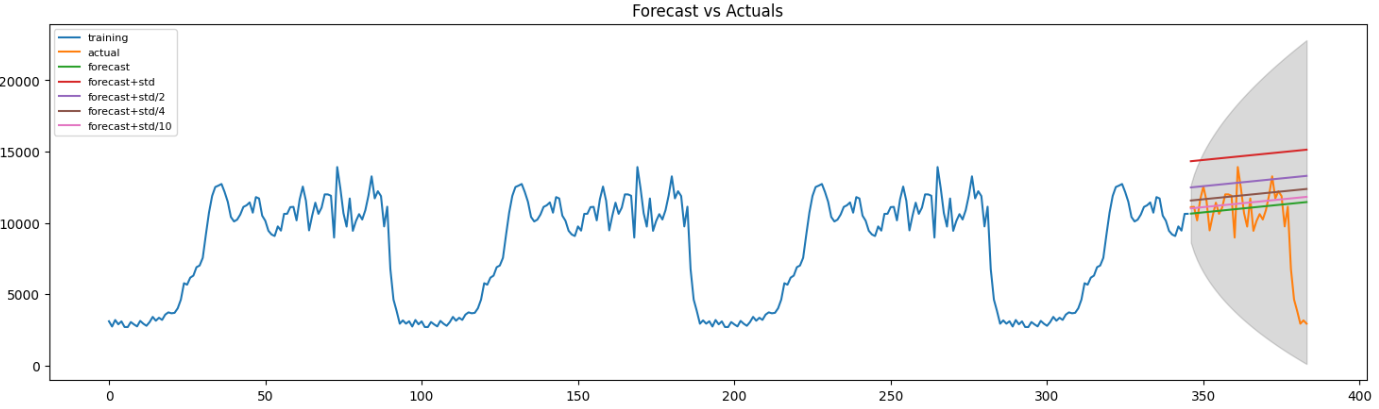 Forecast vs Actuals
training
actual
forecast
forecast+std
forecast+std/2
forecast+std/4
forecast+std/10
20000
15000
10000
5000
0
0 50 100 150 200 250 300 350 400